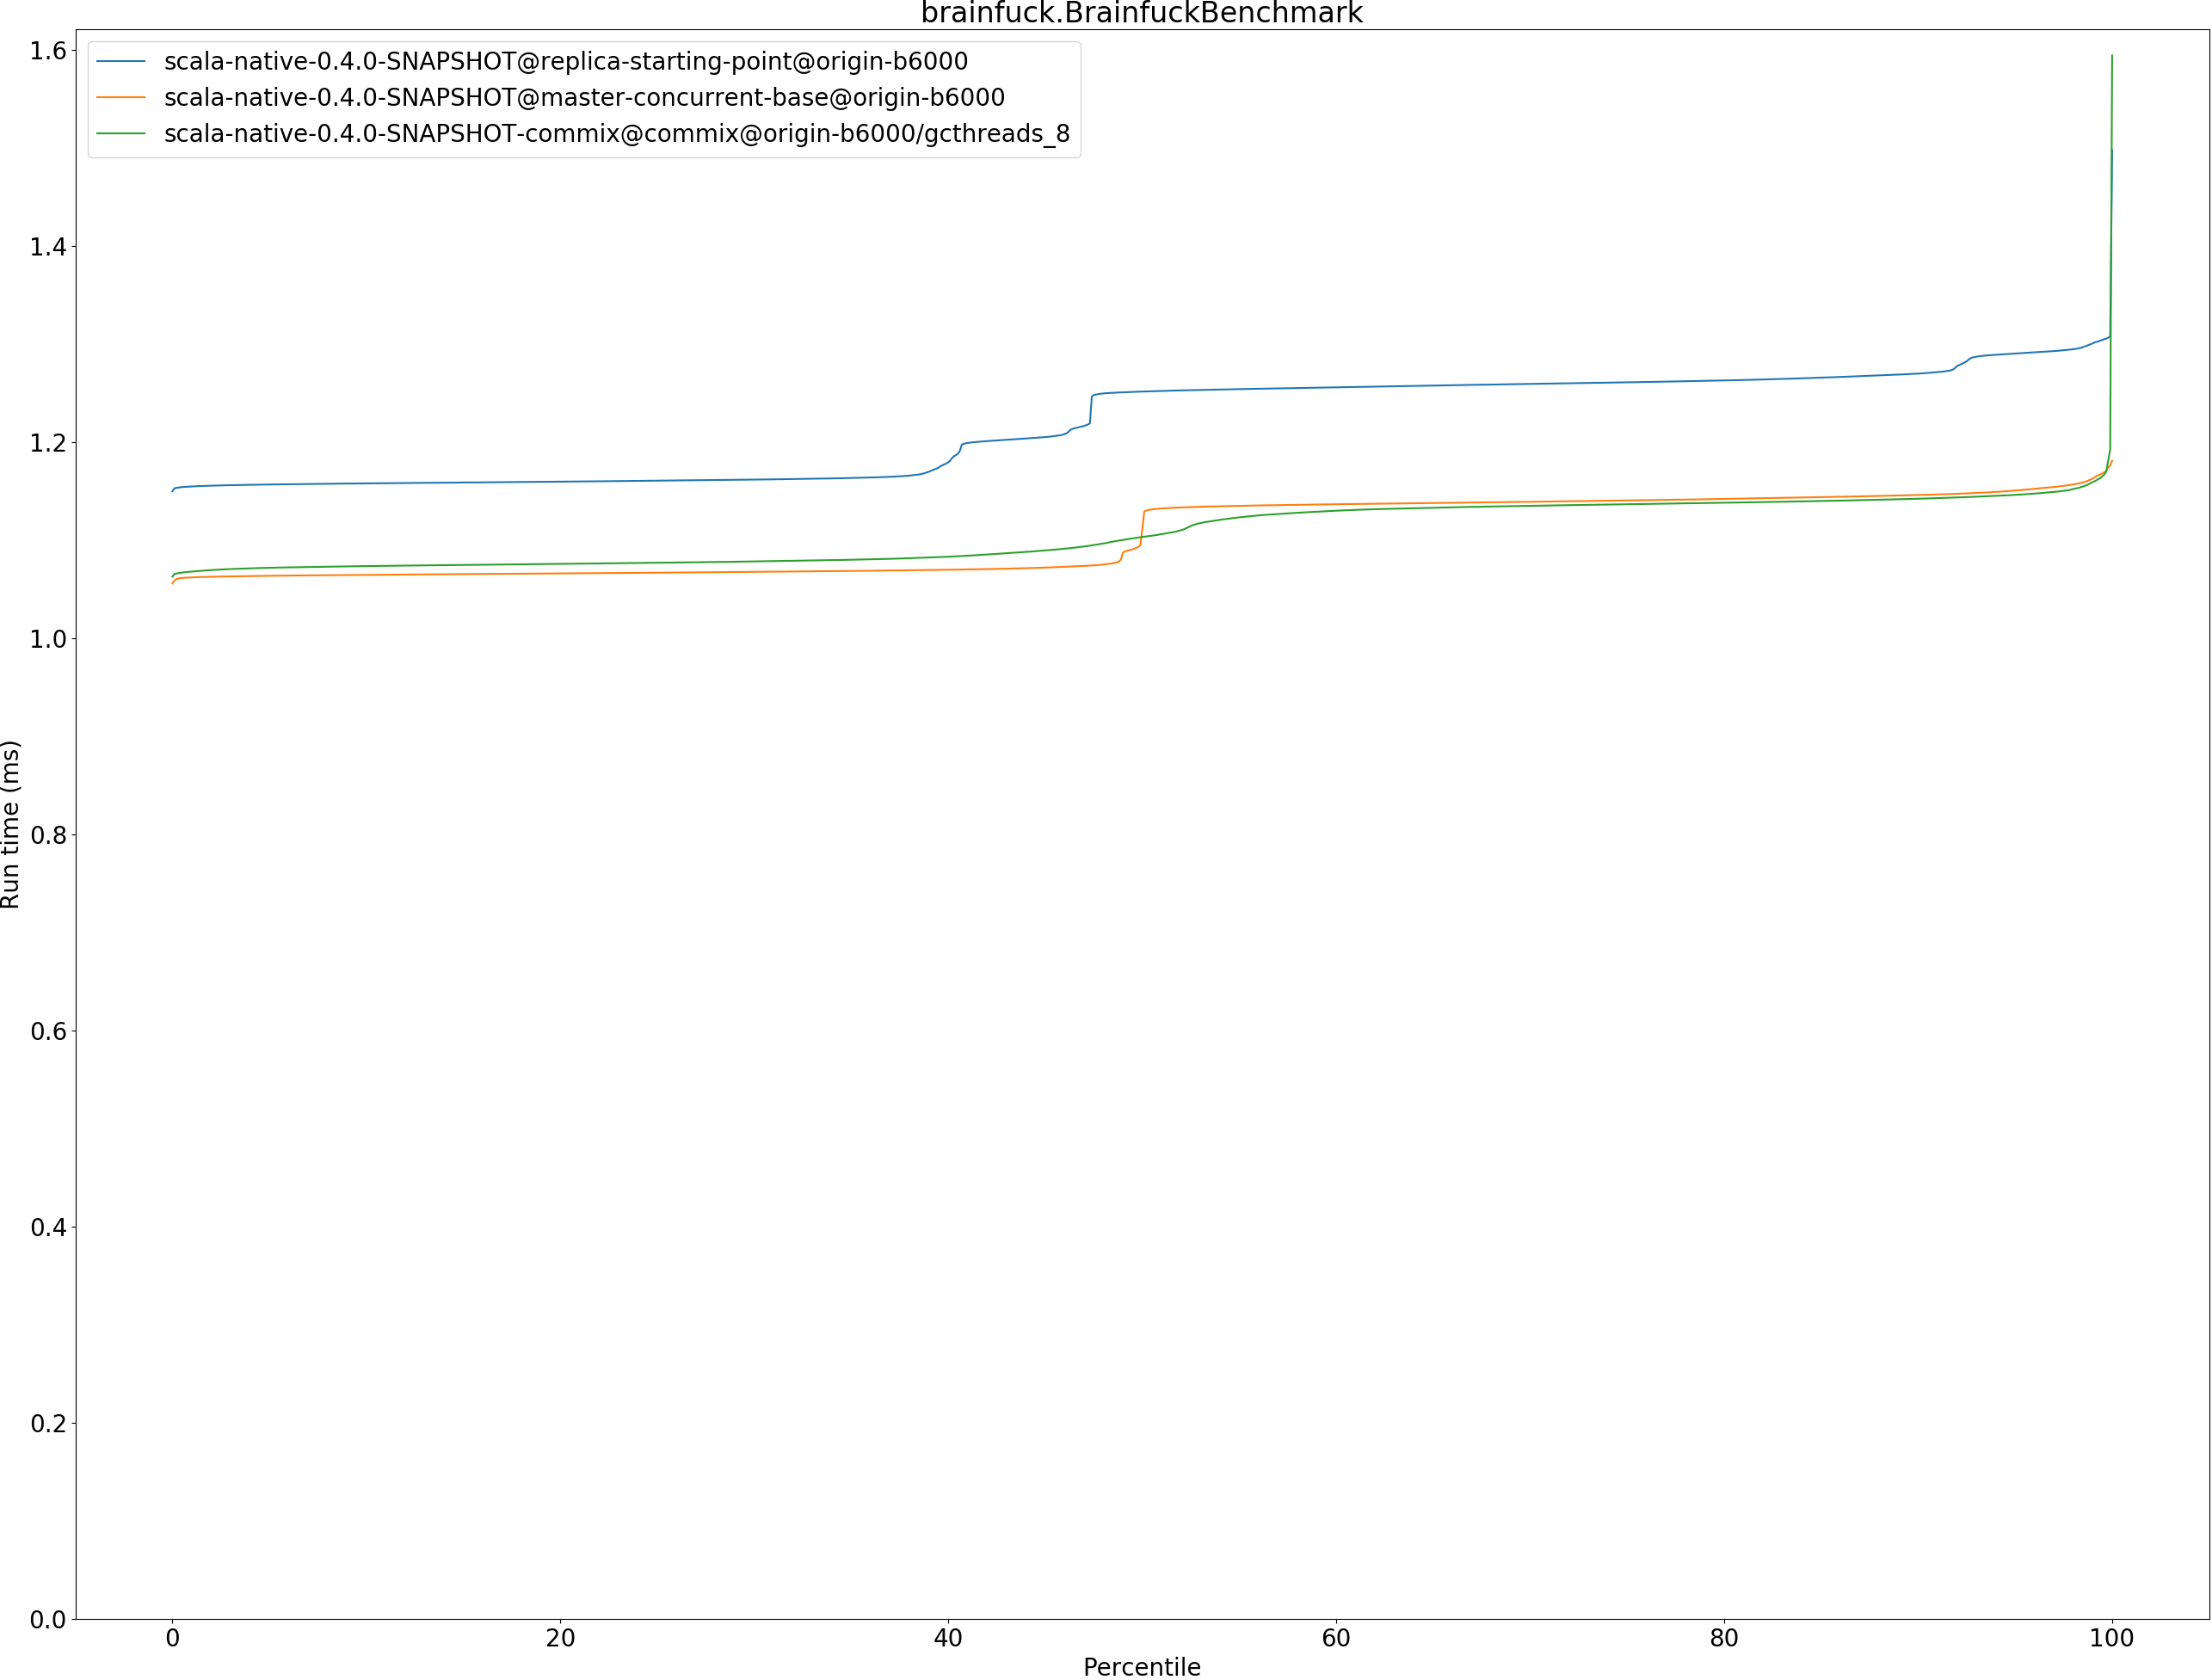 brainfuck.BrainfuckBenchmark
scala-native-0.4.0-SNAPSHOT@replica-starting-point@origin-b6000
scala-native-0.4.0-SNAPSHOT@master-concurrent-base@origin-b6000
scala-native-0.4.0-SNAPSHOT-commix@commix@origin-b6000/gcthreads_8
1.6
1.4
1.2
1.0
0.8
0.6
0.4
0.2
0.0
Run time (ms)
0 20 40 60 80 100
Percentile